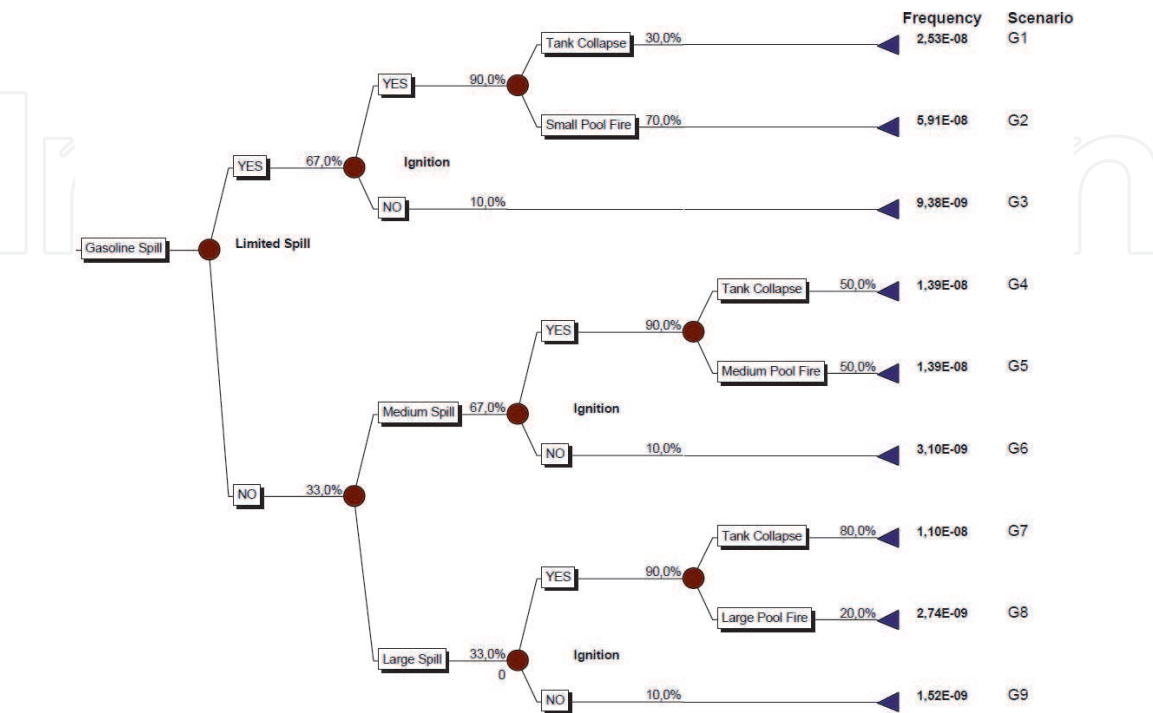 Frequency Scenario
Tank Collapse 30,0% 2,53E-08 G1
YES 90,0%
Small Pool Fire 70,0% 5,91E-08 G2
YES 67,0% Ignition
NO 10,0% 9,38E-09 G3
Gasoline Spill Limited Spill
Tank Collapse 50,0% 1,39E-08 G4
YES 90,0%
Medium Pool Fire 50,0% 1,39E-08 G5
Medium Spill 67,0% Ignition
NO 10,0% 3,10E-09 G6
NO 33,0%
Tank Collapse 80,0% 1,10E-08 G7
YES 90,0%
Large Pool Fire 20,0% 2,74E-09 G8
Large Spill 33,0% Ignition
0
NO 10,0% 1,52E-09 G9